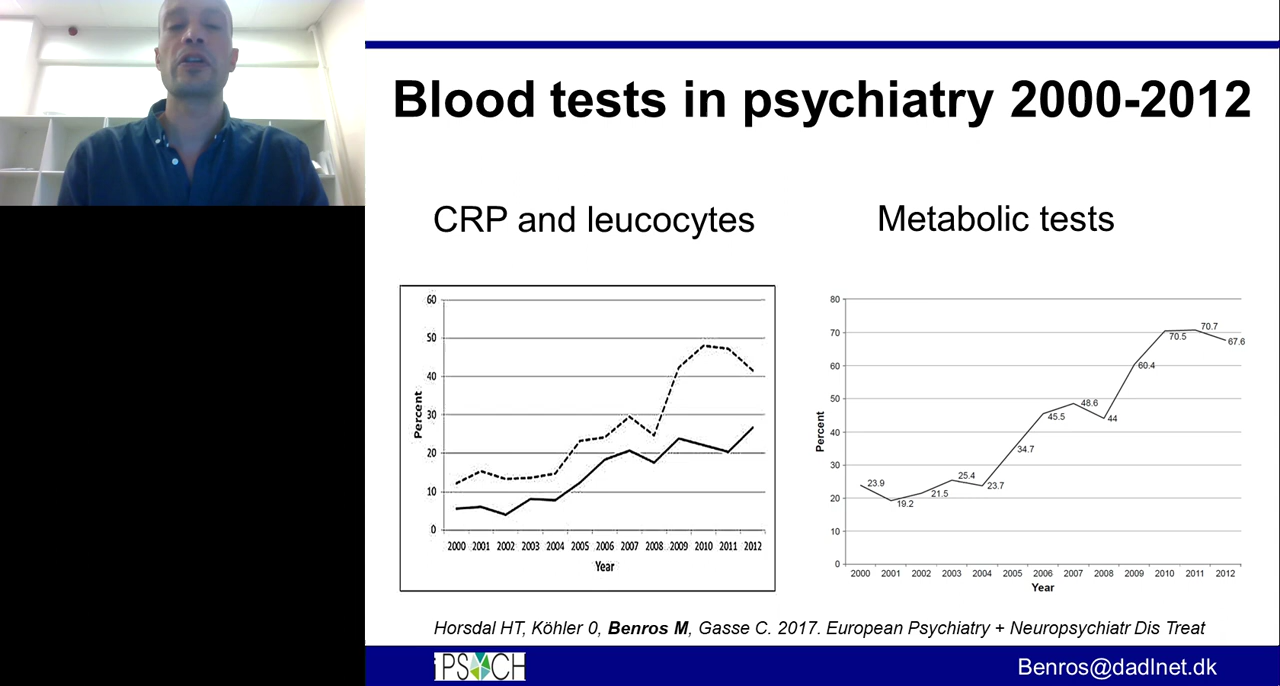 Blood tests in psychiatry 2000-2012
CRP and leucocytes
Metabolic tests
60
50
40
30
20
10
0
Percent
2000 2001 2002 2003 2004 2005 2006 2007 2008 2009 2010 2011 2012
Year
80
70
60
50
40
30
20
10
0
Percent
23.9
19.2
21.5
25.4
23.7
34.7
45.5
48.6
44
60.4
70.5
70.7
67.6
2000 2001 2002 2003 2004 2005 2006 2007 2008 2009 2010 2011 2012
Year
Horsdal HT, Köhler 0, Benros M, Gasse C. 2017. European Psychiatry + Neuropsychiatr Dis Treat
iPSYCH
Benros@dadlnet.dk